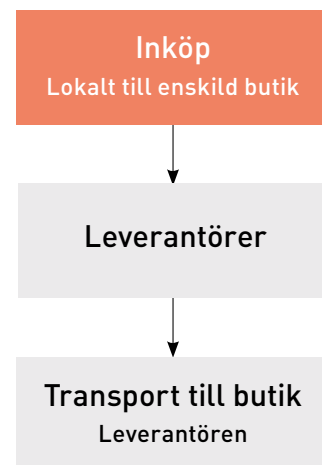 Inköp
Lokalt till enskild butik
Leverantörer
Transport till butik
Leverantören